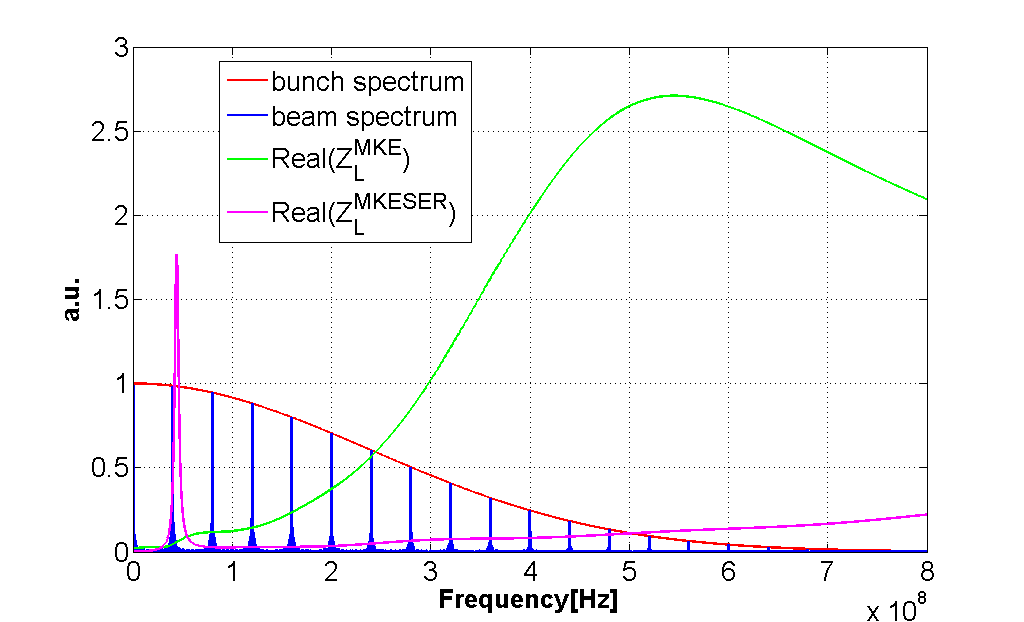 3
2.5
2
1.5
1
0.5
0
a.u.
bunch spectrum
beam spectrum
Real(Z_L^MKE)
Real(Z_L^MKESER)
0 1 2 3 4 5 6 7 8
Frequency[Hz]
x 10^8